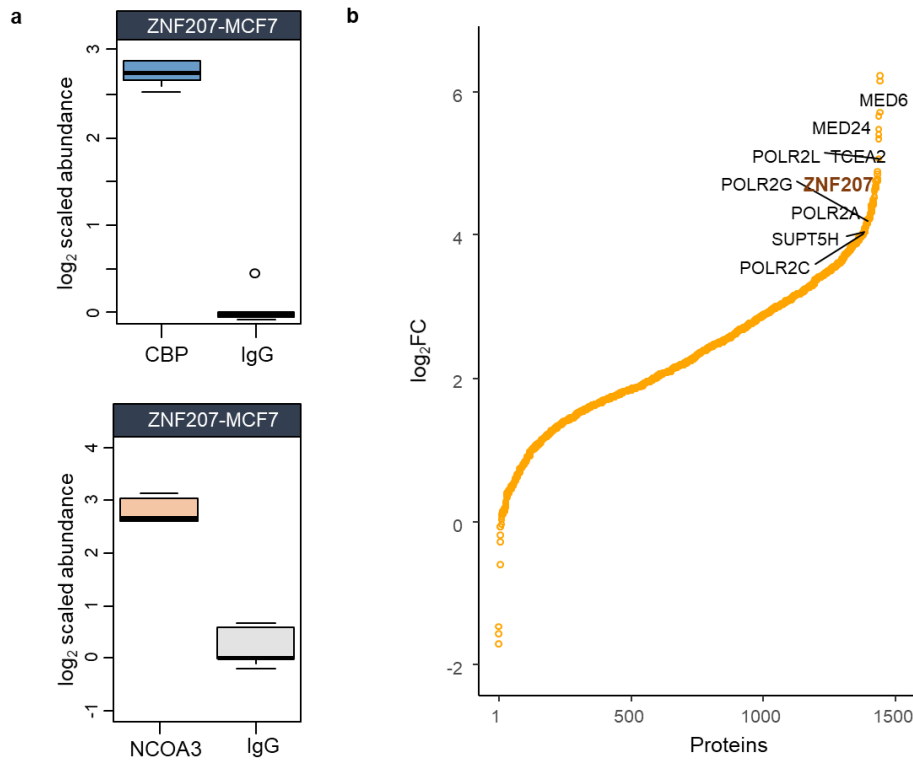 a
ZNF207-MCF7
log2 scaled abundance
3
2
1
0
CBP IgG
ZNF207-MCF7
log2 scaled abundance
4
3
2
1
0
-1
NCOA3 IgG
b
log2FC
6
4
2
0
-2
MED6
MED24
POLR2L TCEA2
POLR2G ZNF207
POLR2A
SUPT5H
POLR2C
1 500 1000 1500
Proteins